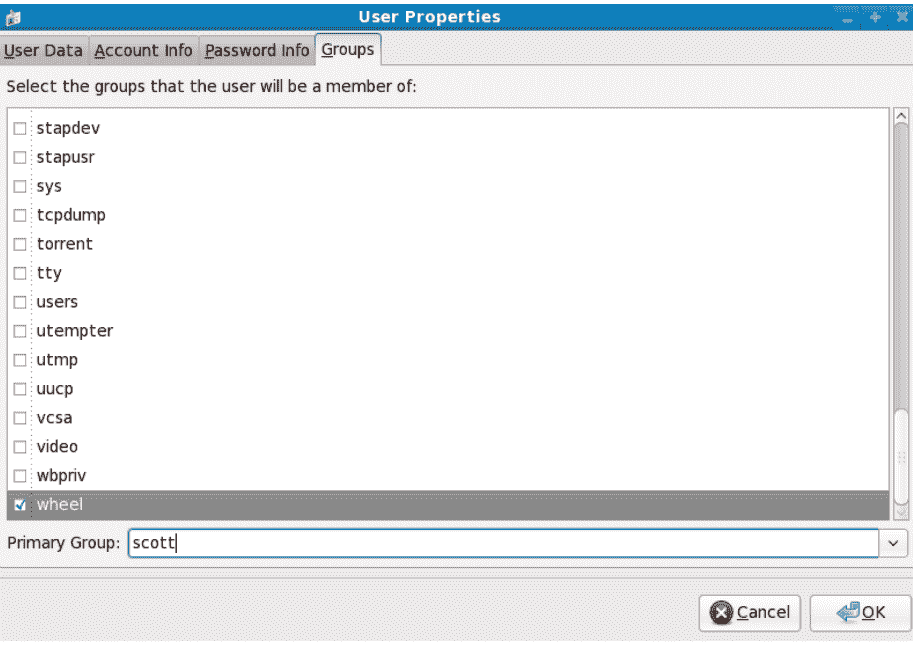 User Properties
User Data Account Info Password Info Groups
Select the groups that the user will be a member of:
stapdev
stapusr
sys
tcpdump
torrent
tty
users
utempter
utmp
uucp
vcsa
video
wbpriv
wheel
Primary Group: scott
Cancel OK